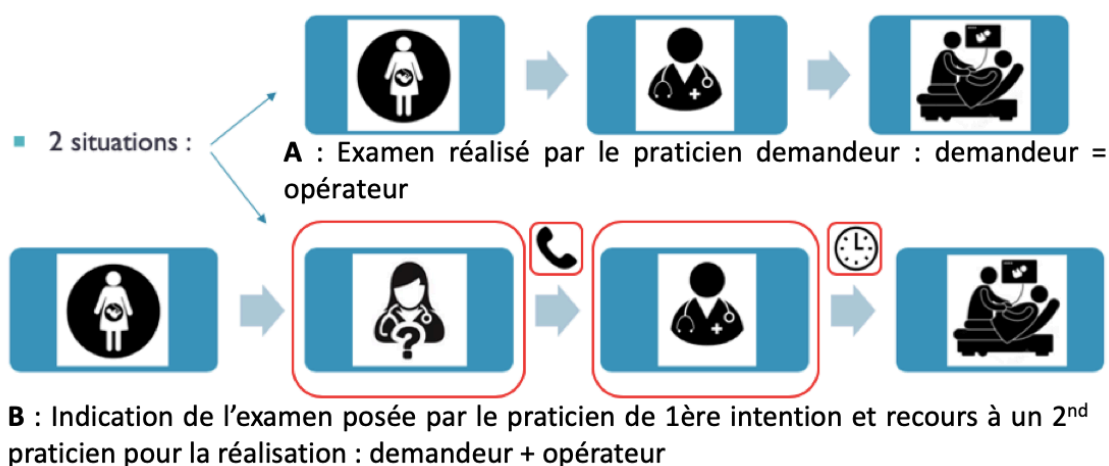 2 situations :
A : Examen réalisé par le praticien demandeur : demandeur =
opérateur
?
B : Indication de l’examen posée par le praticien de 1ère intention et recours à un 2nd
praticien pour la réalisation : demandeur + opérateur